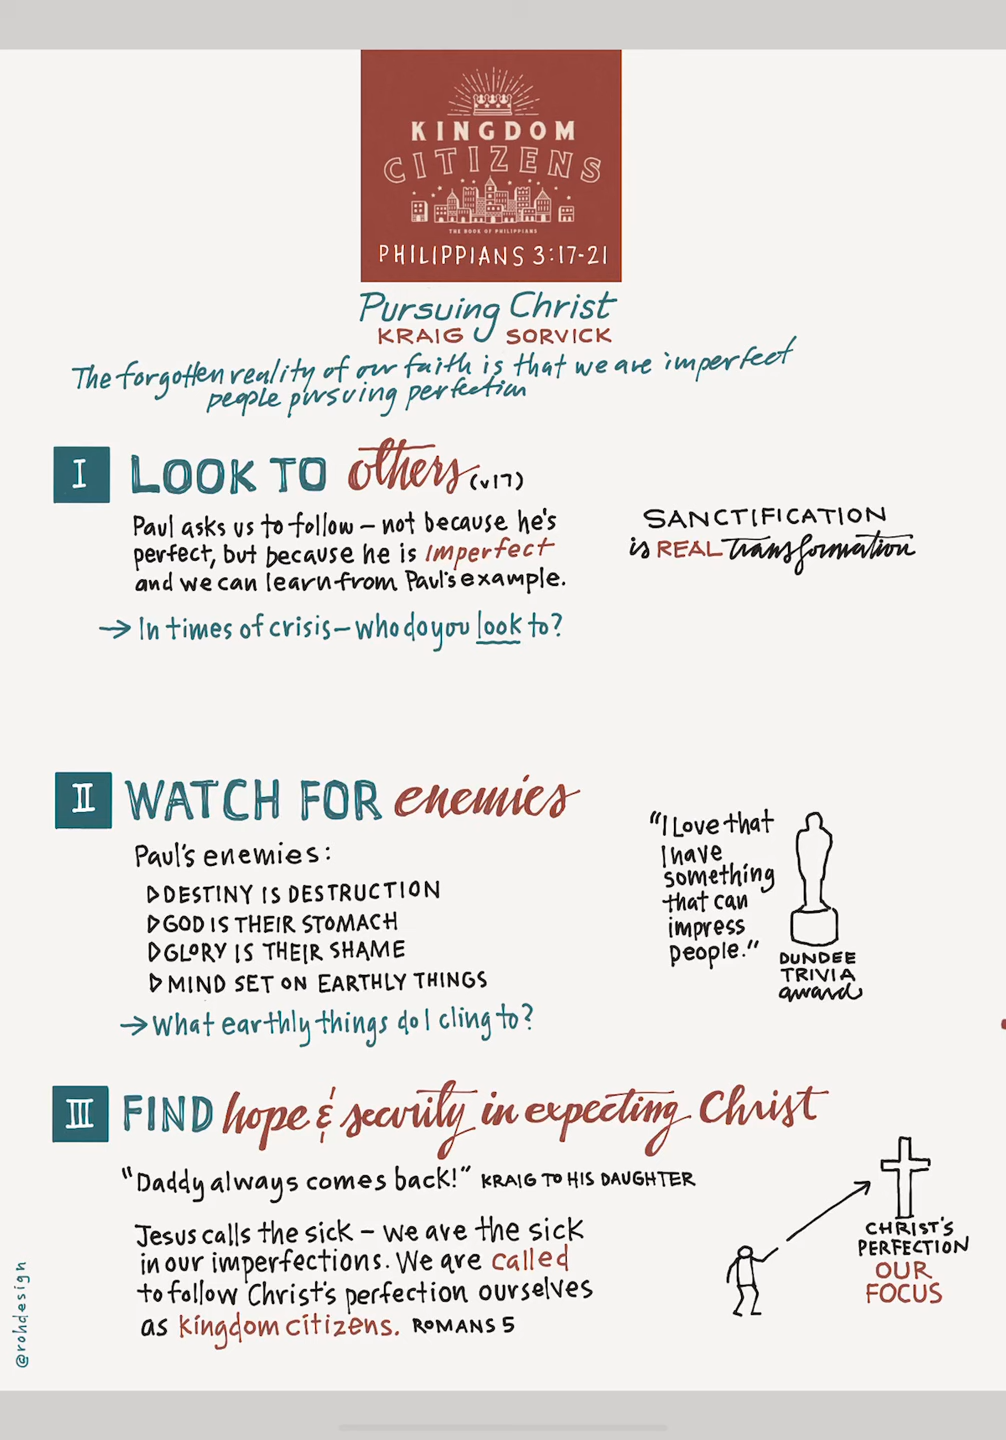 KINGDOM
CITIZENS
THE BOOK OF PHILIPPIANS
PHILIPPIANS 3:17-21
Pursuing Christ
KRAIG SORVICK
The forgotten reality of our faith is that we are imperfect
people pursuing perfection
I LOOK TO others (v17)
Paul asks us to follow – not because he's
perfect, but because he is imperfect
and we can learn from Paul's example.
→ In times of crisis – who do you look to?
SANCTIFICATION
is REAL transformation
II WATCH FOR enemies
Paul's enemies:
▷ DESTINY IS DESTRUCTION
▷ GOD IS THEIR STOMACH
▷ GLORY IS THEIR SHAME
▷ MIND SET ON EARTHLY THINGS
→ What earthly things do I cling to?
"I Love that
I have
something
that can
impress
people."
DUNDEE
TRIVIA
award
III FIND hope & security in expecting Christ
"Daddy always comes back!" KRAIG TO HIS DAUGHTER
Jesus calls the sick – we are the sick
in our imperfections. We are called
to follow Christ's perfection ourselves
as kingdom citizens. ROMANS 5
CHRIST'S
PERFECTION
OUR
FOCUS
@rohdesign